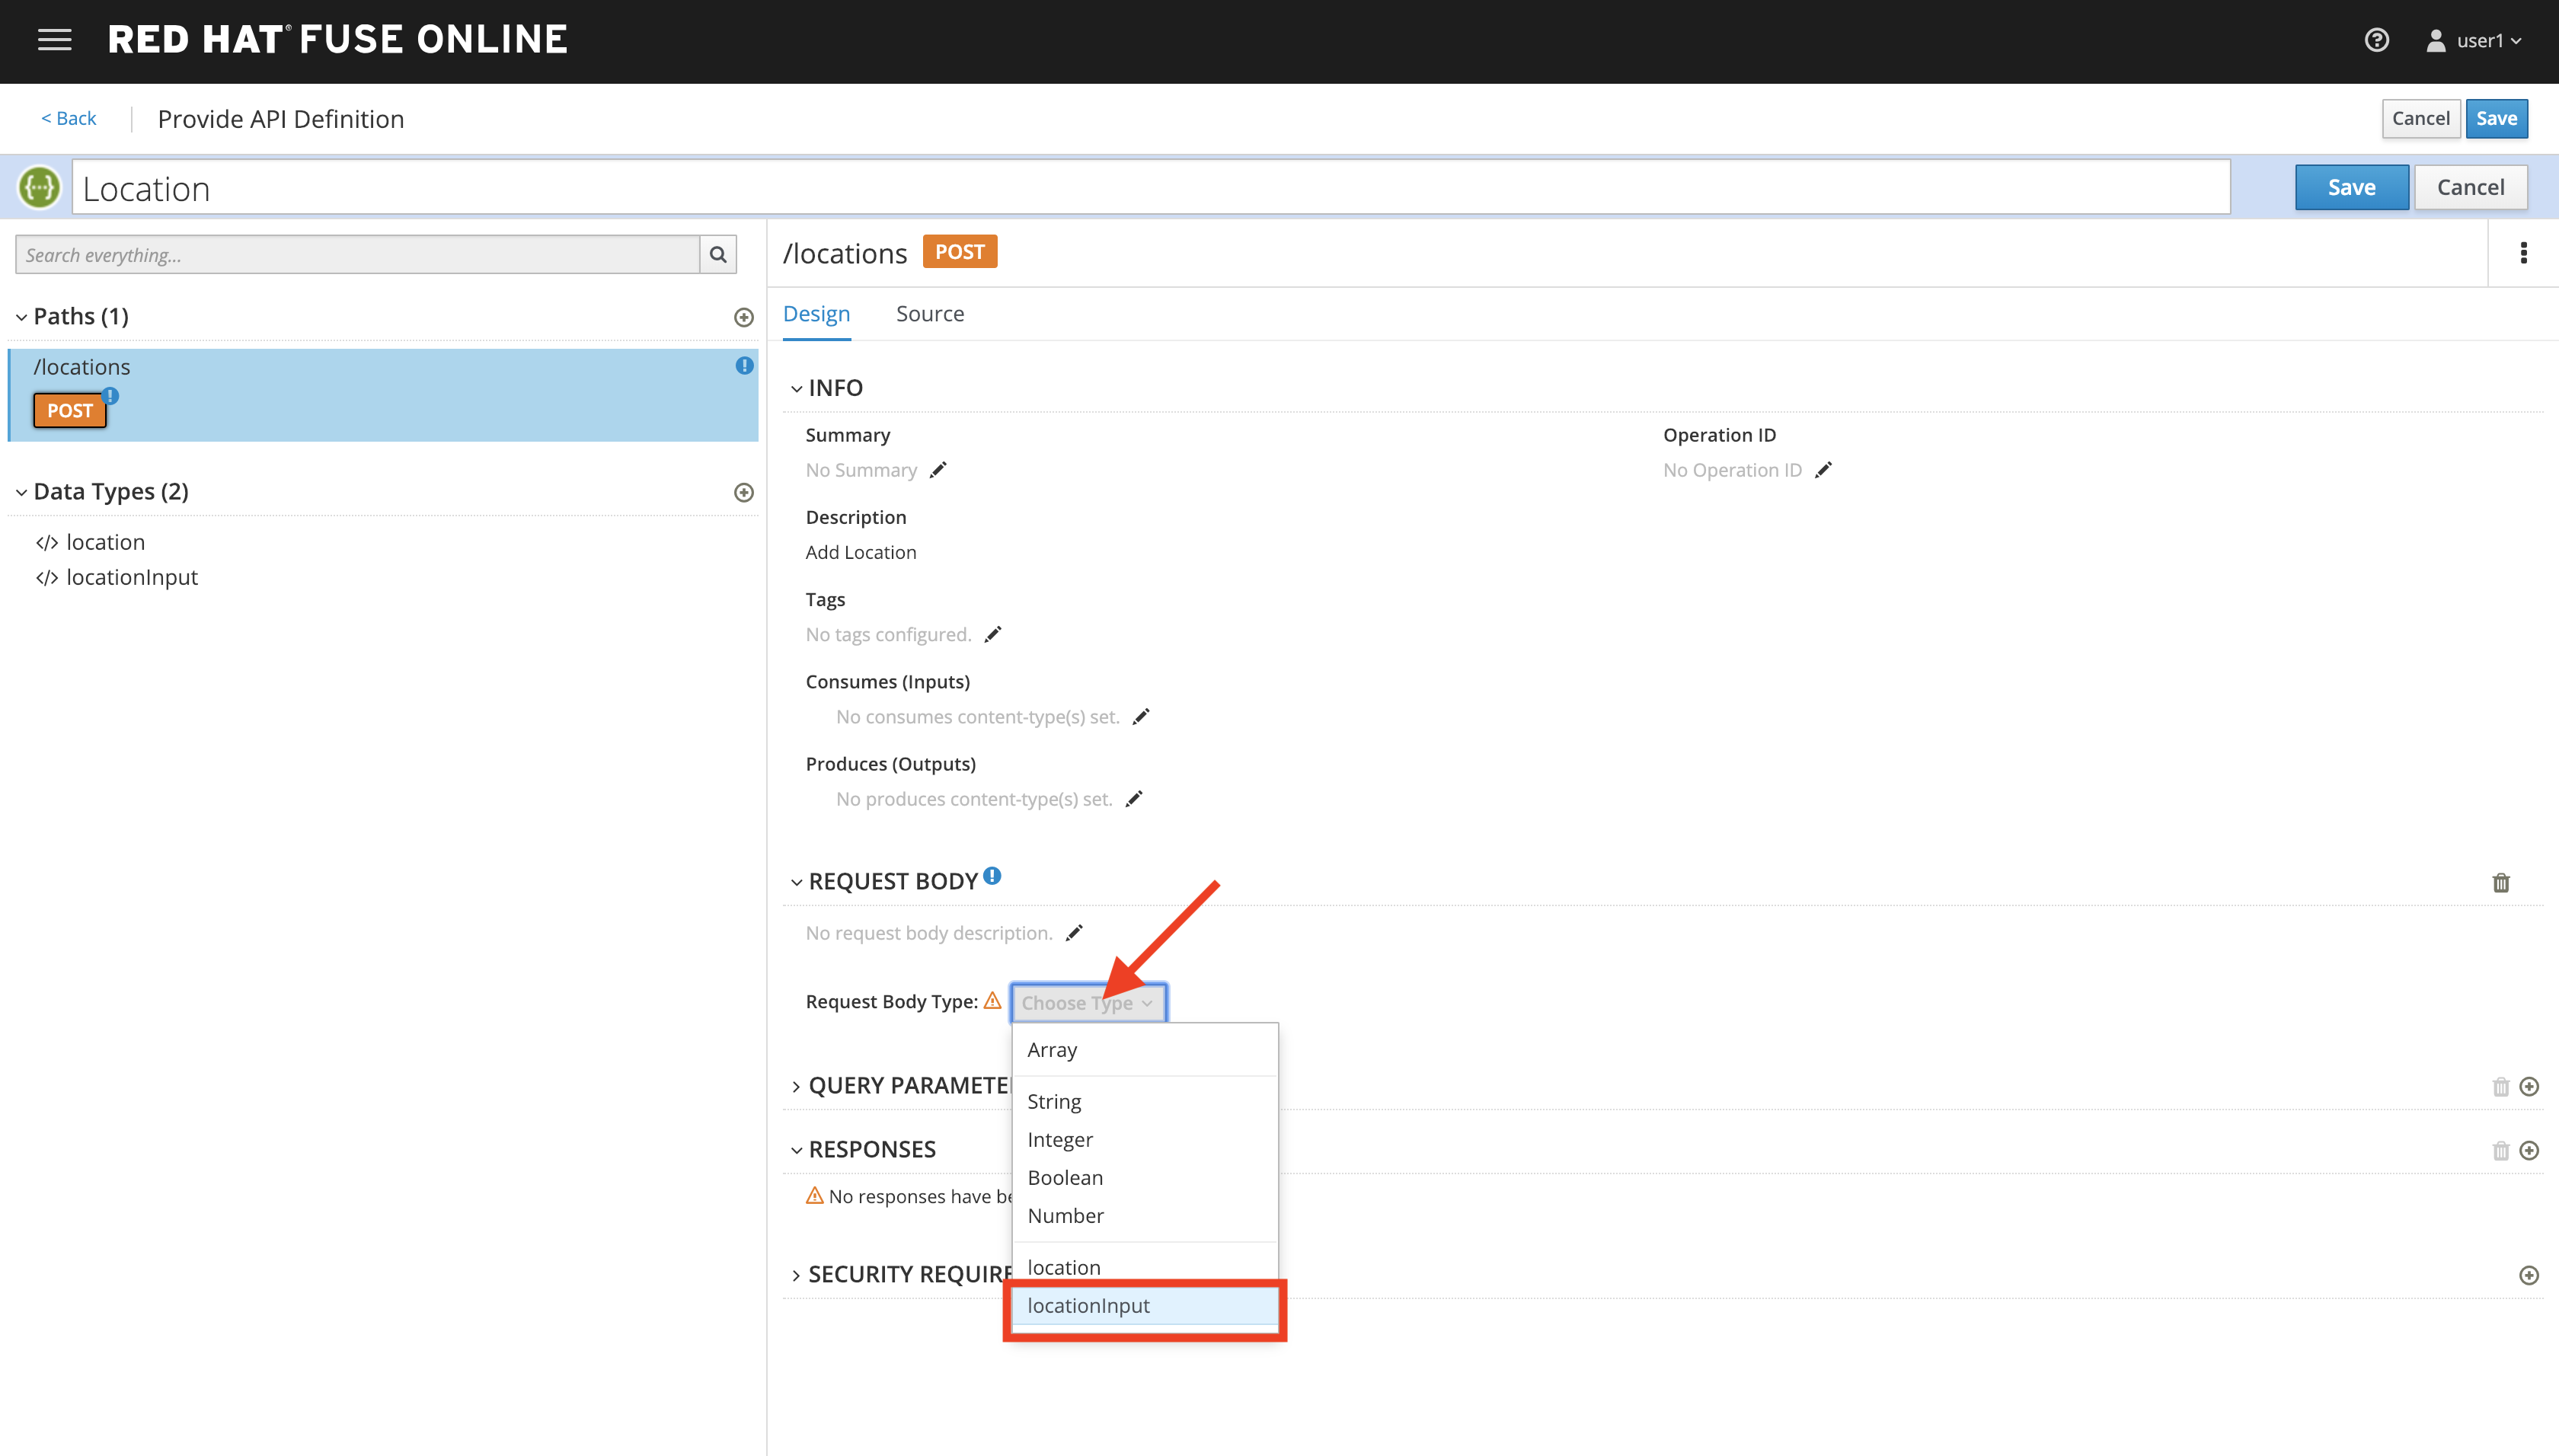 RED HAT® FUSE ONLINE
user1
< Back
Provide API Definition
Cancel
Save
Location
Save
Cancel
Search everything...
Paths (1)
/locations
POST
Data Types (2)
</> location
</> locationInput
/locations POST
Design
Source
INFO
Summary
No Summary
Operation ID
No Operation ID
Description
Add Location
Tags
No tags configured.
Consumes (Inputs)
No consumes content-type(s) set.
Produces (Outputs)
No produces content-type(s) set.
REQUEST BODY
No request body description.
Request Body Type: Choose Type
Array
String
Integer
Boolean
Number
location
locationInput
QUERY
RESPONSES
No responses have
SECURITY